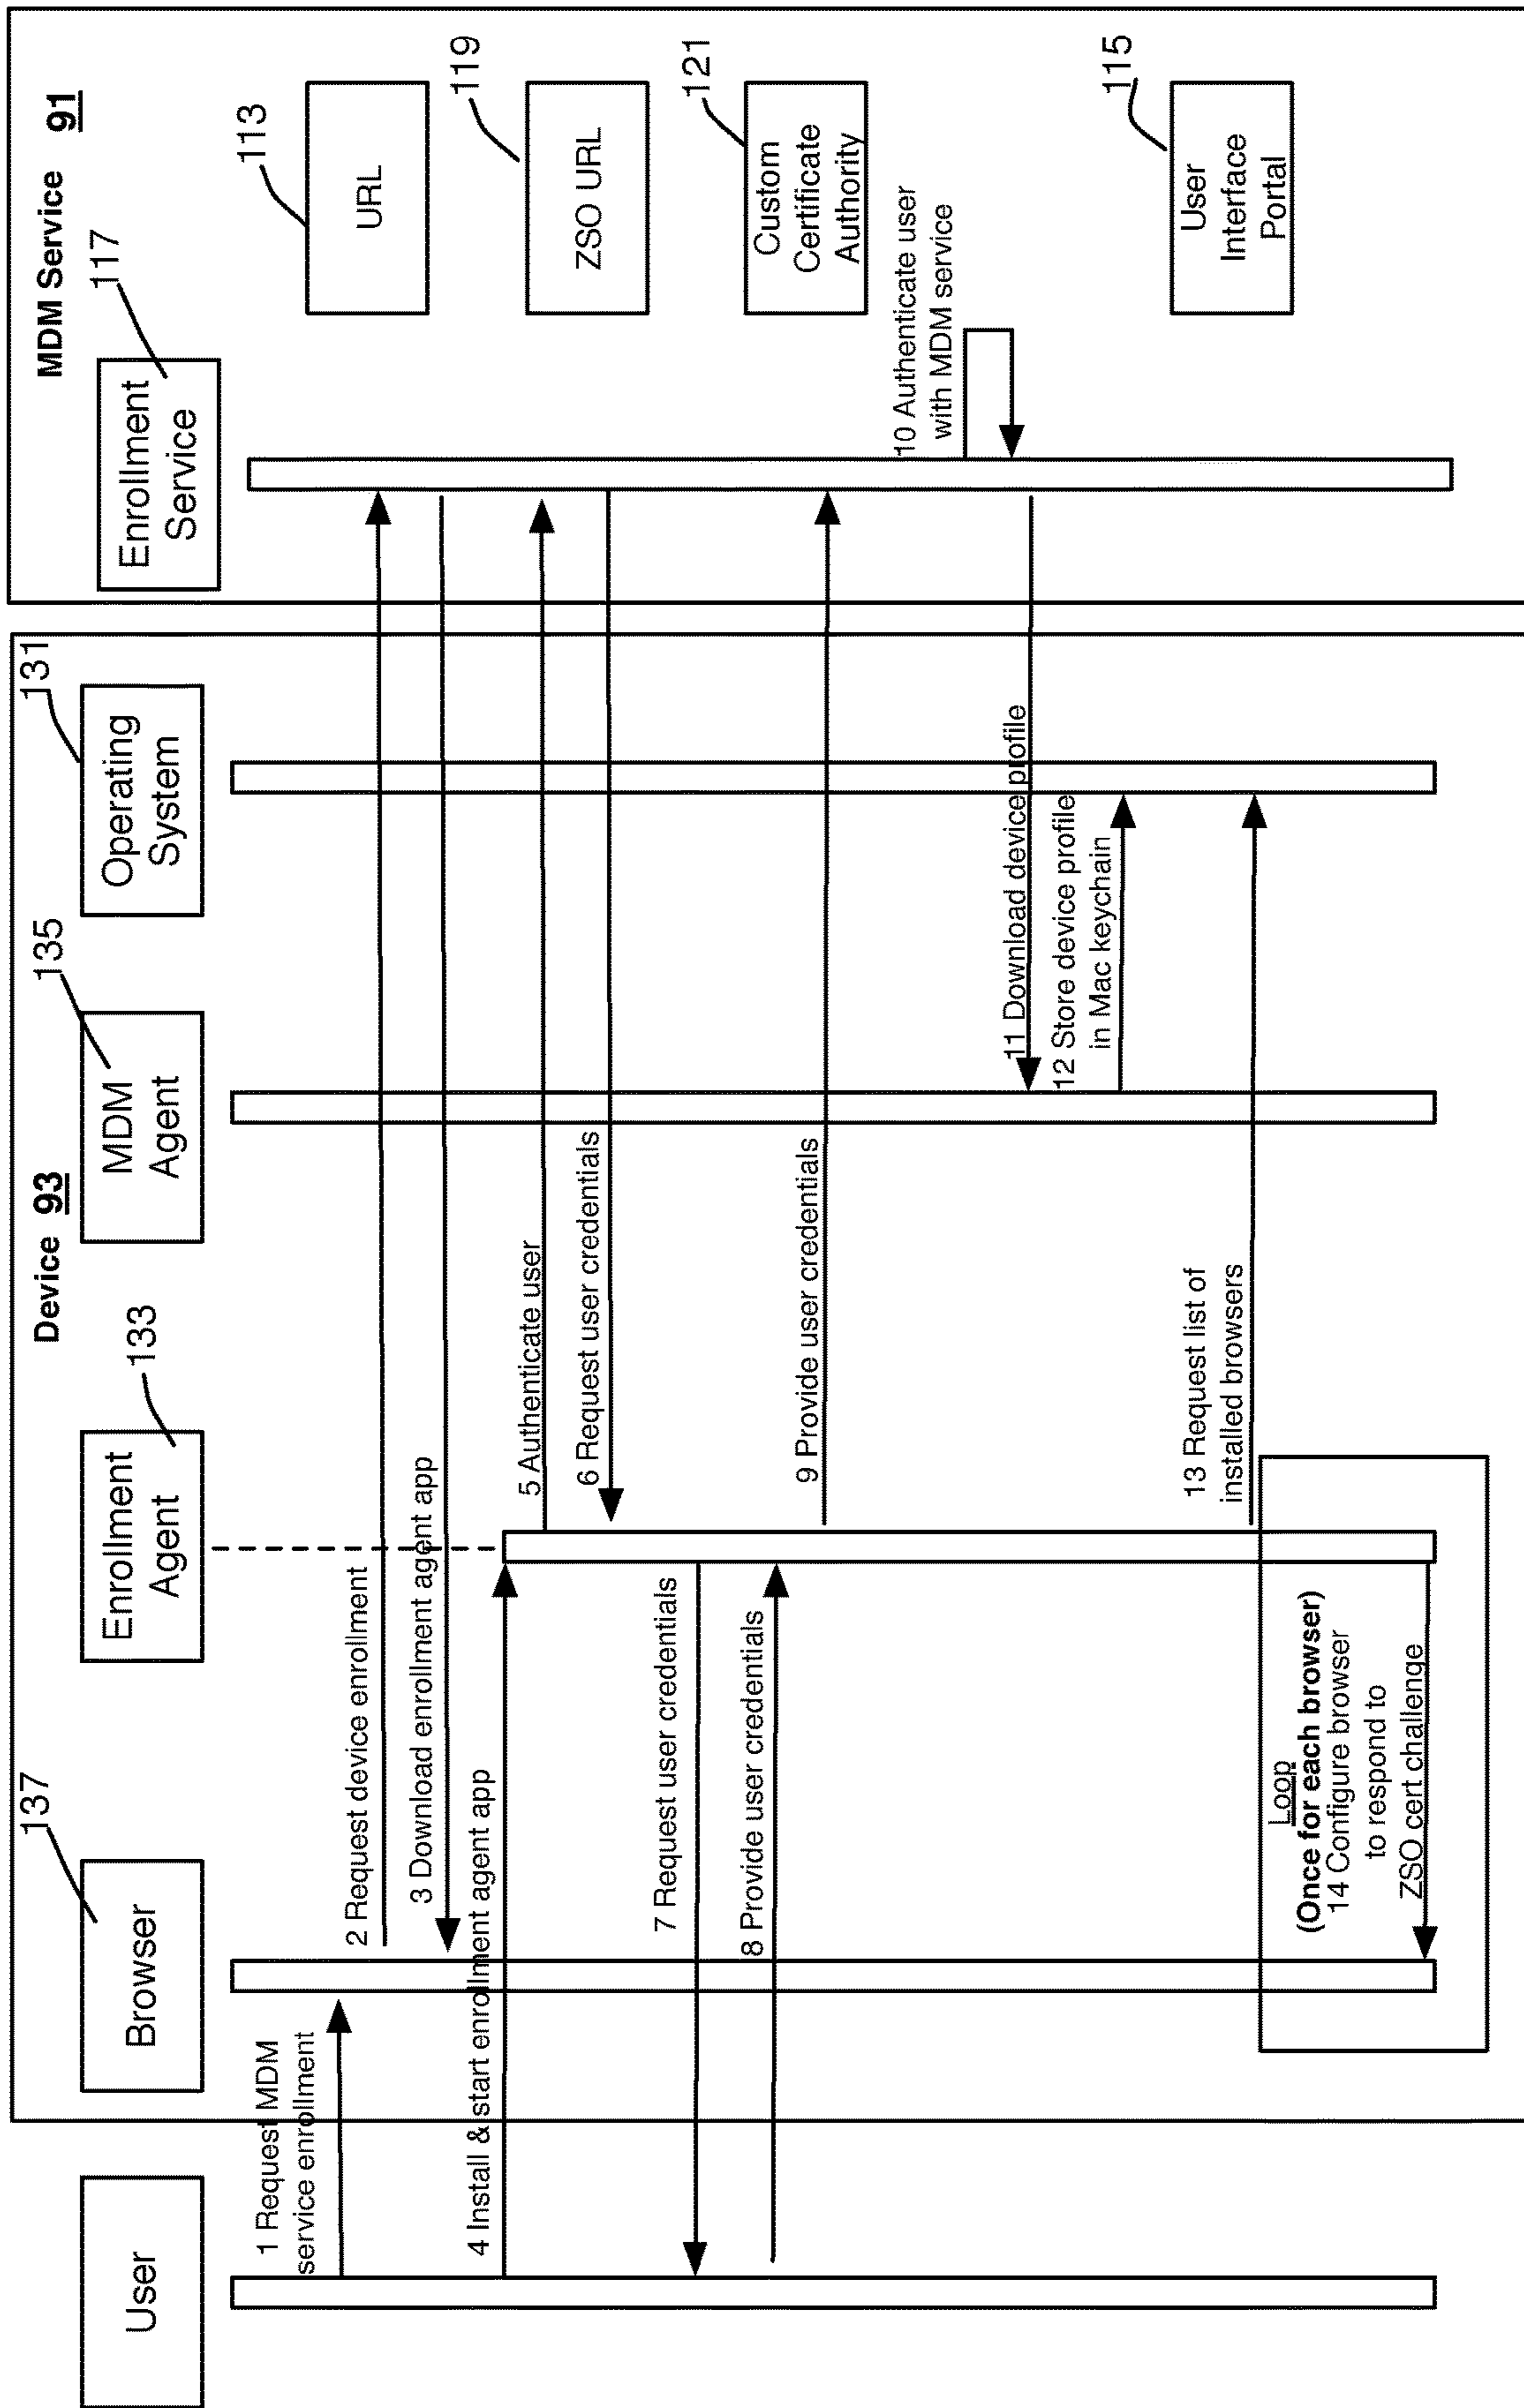 Device 93
MDM Service 91
User
Browser
137
Enrollment
Agent
133
MDM
Agent
135
Operating
System
131
Enrollment
Service
117
URL
113
ZSO URL
119
Custom
Certificate
Authority
121
User
Interface
Portal
115
1 Request MDM
service enrollment
2 Request device enrollment
3 Download enrollment agent app
4 Install & start enrollment agent app
5 Authenticate user
6 Request user credentials
7 Request user credentials
8 Provide user credentials
9 Provide user credentials
10 Authenticate user
with MDM service
11 Download device profile
12 Store device profile
in Mac keychain
13 Request list of
installed browsers
Loop
(Once for each browser)
14 Configure browser
to respond to
ZSO cert challenge